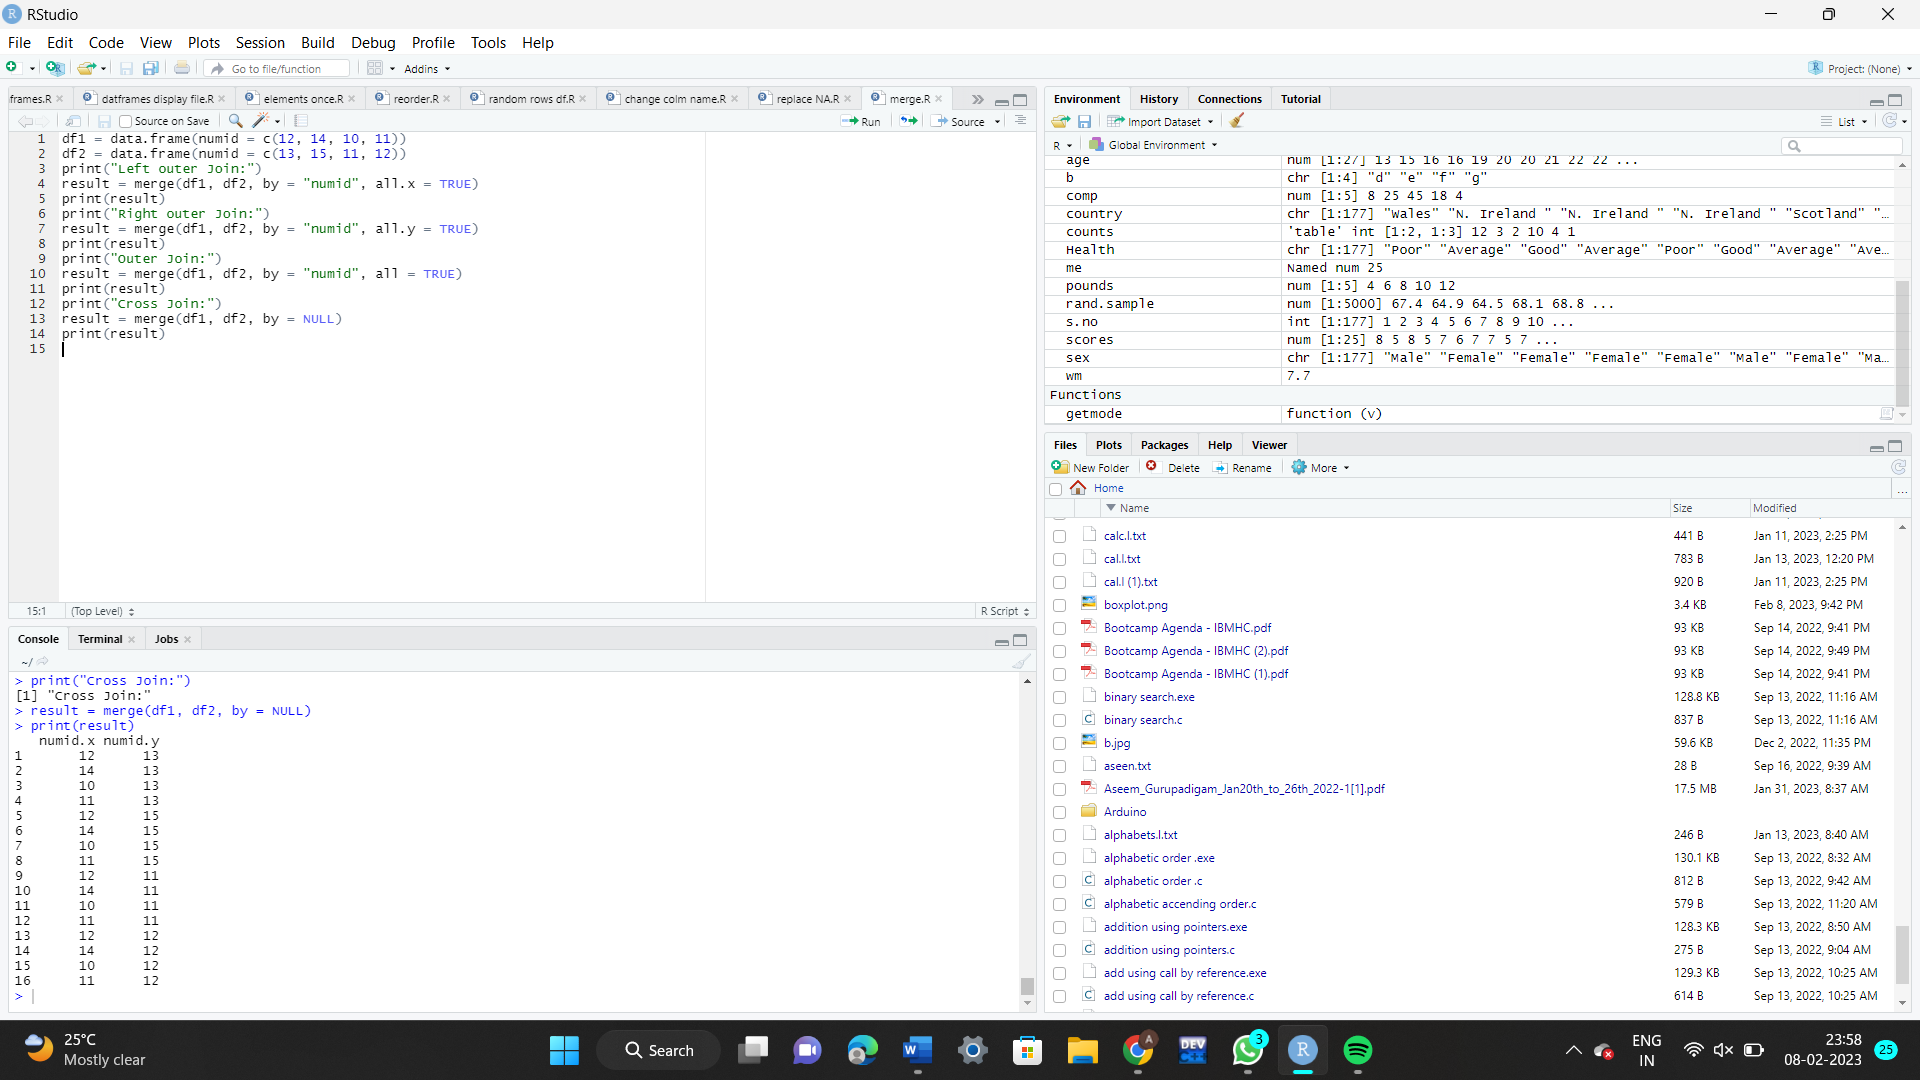 RStudio
File Edit Code View Plots Session Build Debug Profile Tools Help
Go to file/function Addins Project: (None)
frames.R datframes display file.R elements once.R reorder.R random rows df.R change colm name.R replace NA.R merge.R
Source on Save Run Source
1 df1 = data.frame(numid = c(12, 14, 10, 11))
2 df2 = data.frame(numid = c(13, 15, 11, 12))
3 print("Left outer Join:")
4 result = merge(df1, df2, by = "numid", all.x = TRUE)
5 print(result)
6 print("Right outer Join:")
7 result = merge(df1, df2, by = "numid", all.y = TRUE)
8 print(result)
9 print("Outer Join:")
10 result = merge(df1, df2, by = "numid", all = TRUE)
11 print(result)
12 print("Cross Join:")
13 result = merge(df1, df2, by = NULL)
14 print(result)
15
15:1 (Top Level) R Script
Console Terminal Jobs
~/
> print("Cross Join:")
[1] "Cross Join:"
> result = merge(df1, df2, by = NULL)
> print(result)
numid.x numid.y
1 12 13
2 14 13
3 10 13
4 11 13
5 12 15
6 14 15
7 10 15
8 11 15
9 12 11
10 14 11
11 10 11
12 11 11
13 12 12
14 14 12
15 10 12
16 11 12
>
Environment History Connections Tutorial
Import Dataset List
R Global Environment
age num [1:27] 13 15 16 16 19 20 20 21 22 22 ...
b chr [1:4] "d" "e" "f" "g"
comp num [1:5] 8 25 45 18 4
country chr [1:177] "Wales" "N. Ireland " "N. Ireland " "N. Ireland " "Scotland" "…
counts 'table' int [1:2, 1:3] 12 3 2 10 4 1
Health chr [1:177] "Poor" "Average" "Good" "Average" "Poor" "Good" "Average" "Ave…
me Named num 25
pounds num [1:5] 4 6 8 10 12
rand.sample num [1:5000] 67.4 64.9 64.5 68.1 68.8 ...
s.no int [1:177] 1 2 3 4 5 6 7 8 9 10 ...
scores num [1:25] 8 5 8 5 7 6 7 7 5 7 ...
sex chr [1:177] "Male" "Female" "Female" "Female" "Female" "Male" "Female" "Ma…
wm 7.7
Functions
getmode function (v)
Files Plots Packages Help Viewer
New Folder Delete Rename More
Home ...
Name Size Modified
calc.l.txt 441 B Jan 11, 2023, 2:25 PM
cal.l.txt 783 B Jan 13, 2023, 12:20 PM
cal.l (1).txt 920 B Jan 11, 2023, 2:25 PM
boxplot.png 3.4 KB Feb 8, 2023, 9:42 PM
Bootcamp Agenda - IBMHC.pdf 93 KB Sep 14, 2022, 9:41 PM
Bootcamp Agenda - IBMHC (2).pdf 93 KB Sep 14, 2022, 9:49 PM
Bootcamp Agenda - IBMHC (1).pdf 93 KB Sep 14, 2022, 9:41 PM
binary search.exe 128.8 KB Sep 13, 2022, 11:16 AM
binary search.c 837 B Sep 13, 2022, 11:16 AM
b.jpg 59.6 KB Dec 2, 2022, 11:35 PM
aseen.txt 28 B Sep 16, 2022, 9:39 AM
Aseem_Gurupadigam_Jan20th_to_26th_2022-1[1].pdf 17.5 MB Jan 31, 2023, 8:37 AM
Arduino
alphabets.l.txt 246 B Jan 13, 2023, 8:40 AM
alphabetic order .exe 130.1 KB Sep 13, 2022, 8:32 AM
alphabetic order .c 812 B Sep 13, 2022, 9:42 AM
alphabetic accending order.c 579 B Sep 13, 2022, 11:20 AM
addition using pointers.exe 128.3 KB Sep 13, 2022, 8:50 AM
addition using pointers.c 275 B Sep 13, 2022, 9:04 AM
add using call by reference.exe 129.3 KB Sep 13, 2022, 10:25 AM
add using call by reference.c 614 B Sep 13, 2022, 10:25 AM
25°C
Mostly clear
Search
W
A
DEV
C++
3
R
ENG
IN
23:58
08-02-2023
25